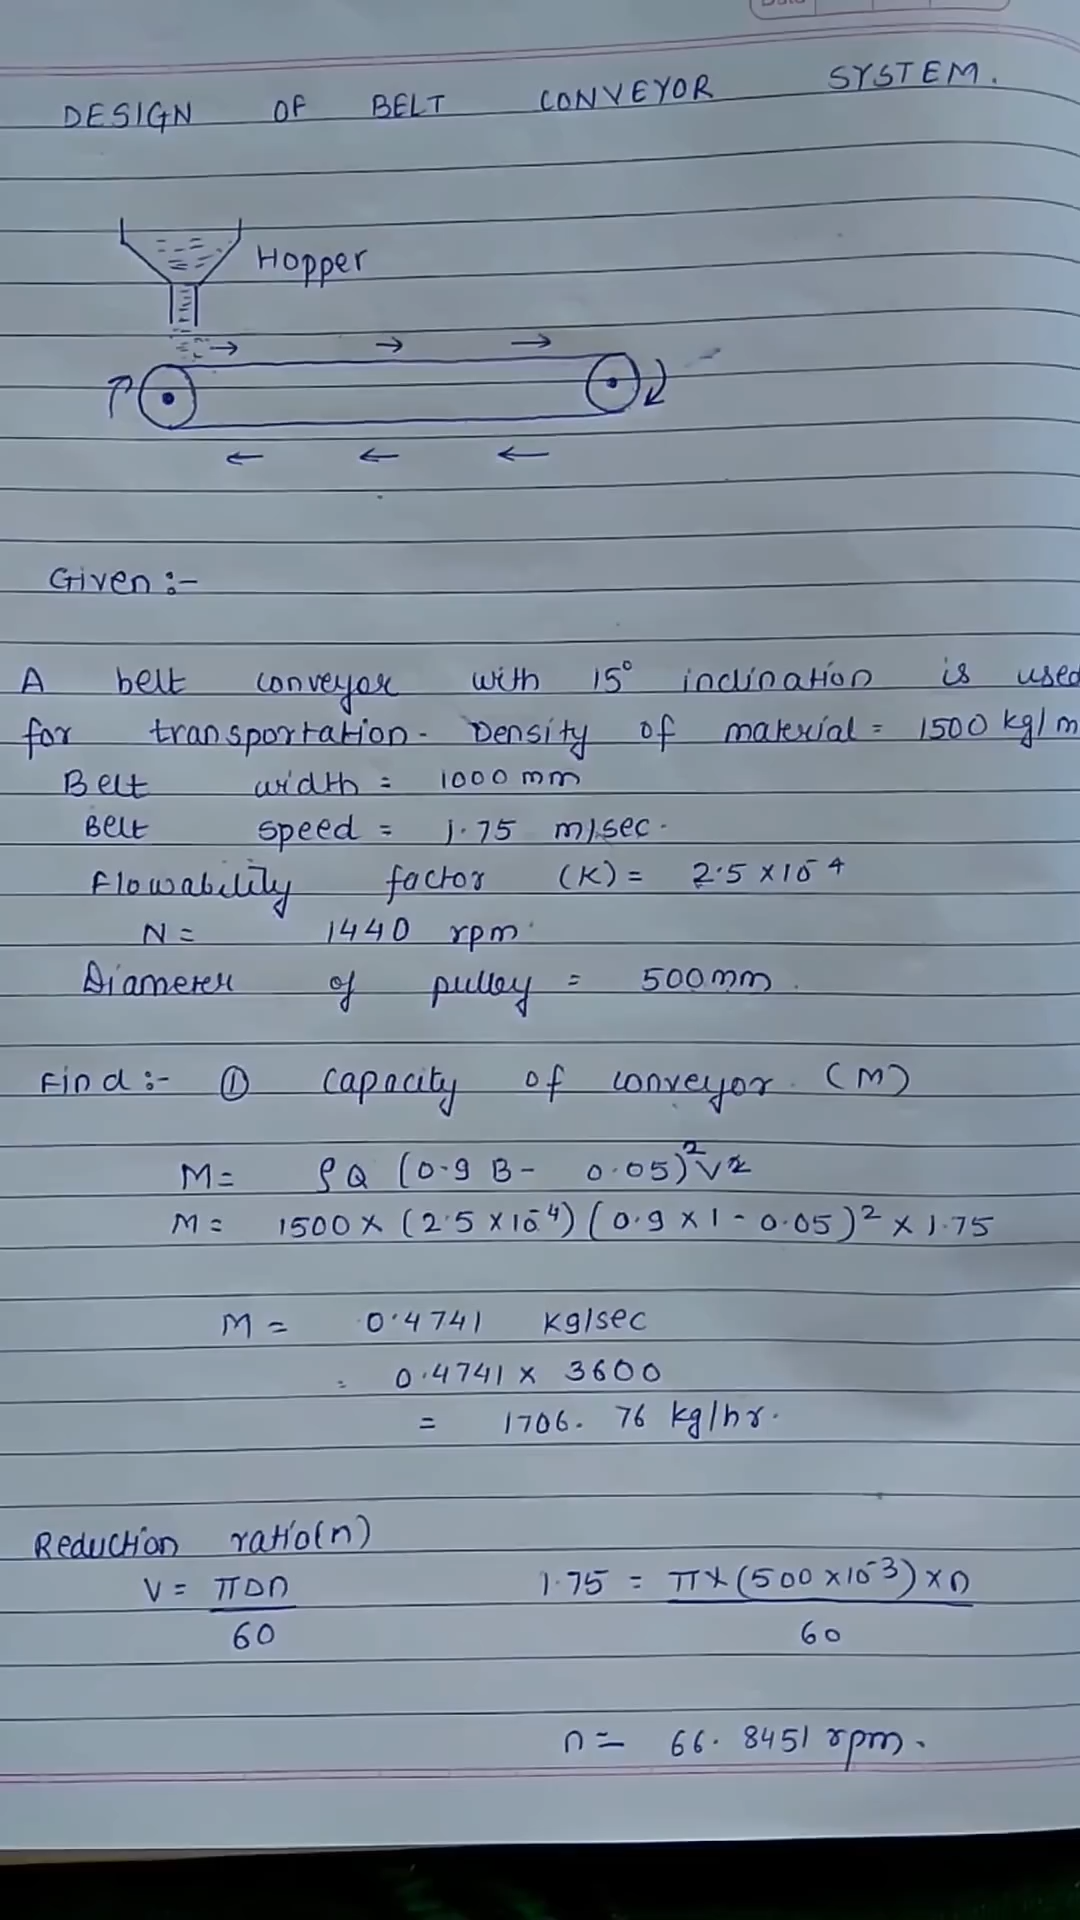 DESIGN OF BELT CONVEYOR SYSTEM.
Hopper
Given :-
A belt conveyor with 15° inclination is used
for transportation. Density of material = 1500 kg/m
Belt width = 1000 mm
Belt speed = 1.75 m/sec.
Flowability factor (K) = 2.5 x 10⁻⁴
N = 1440 rpm
Diameter of pulley = 500mm.
Find :- ① Capacity of conveyor (M)
M = ρQ (0.9 B - 0.05)² V
M = 1500 x (2.5 x 10⁻⁴) (0.9 x 1 - 0.05)² x 1.75
M = 0.4741 kg/sec
= 0.4741 x 3600
= 1706.76 kg/hr.
Reduction ratio(n)
V = πDn / 60 1.75 = π x (500 x 10⁻³) x n / 60
n = 66.8451 rpm.